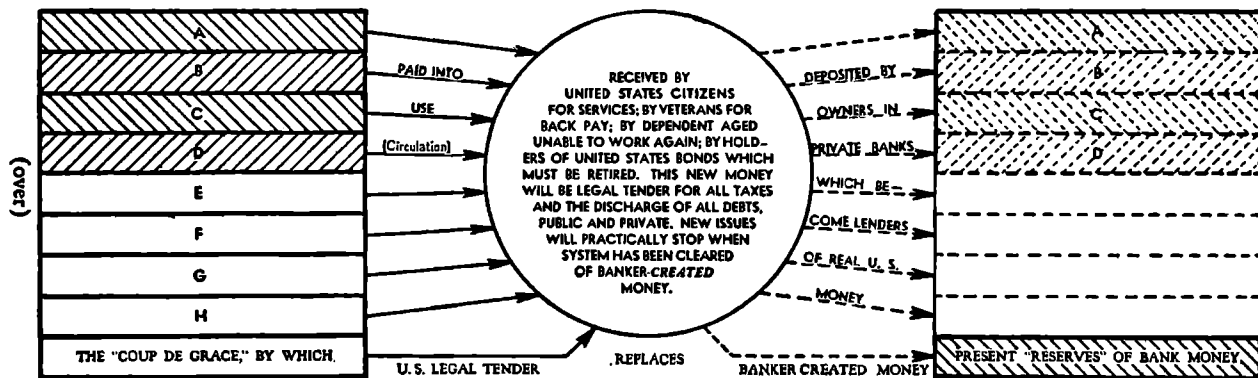 (over)
A
B
C
D
E
F
G
H
THE "COUP DE GRACE," BY WHICH
PAID INTO
USE
[Circulation]
U.S. LEGAL TENDER
RECEIVED BY
UNITED STATES CITIZENS
FOR SERVICES; BY VETERANS FOR
BACK PAY; BY DEPENDENT AGED
UNABLE TO WORK AGAIN; BY HOLD-
ERS OF UNITED STATES BONDS WHICH
MUST BE RETIRED. THIS NEW MONEY
WILL BE LEGAL TENDER FOR ALL TAXES
AND THE DISCHARGE OF ALL DEBTS,
PUBLIC AND PRIVATE. NEW ISSUES
WILL PRACTICALLY STOP WHEN
SYSTEM HAS BEEN CLEARED
OF BANKER-CREATED
MONEY.
REPLACES
DEPOSITED BY
OWNERS IN
PRIVATE BANKS
WHICH BE-
COME LENDERS
OF REAL U. S.
MONEY
BANKER CREATED MONEY
A
B
C
D
PRESENT "RESERVES" OF BANK MONEY